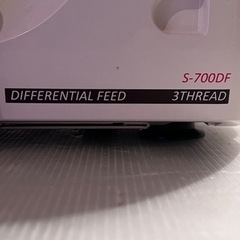 S-700DF
DIFFERENTIAL FEED 3THREAD